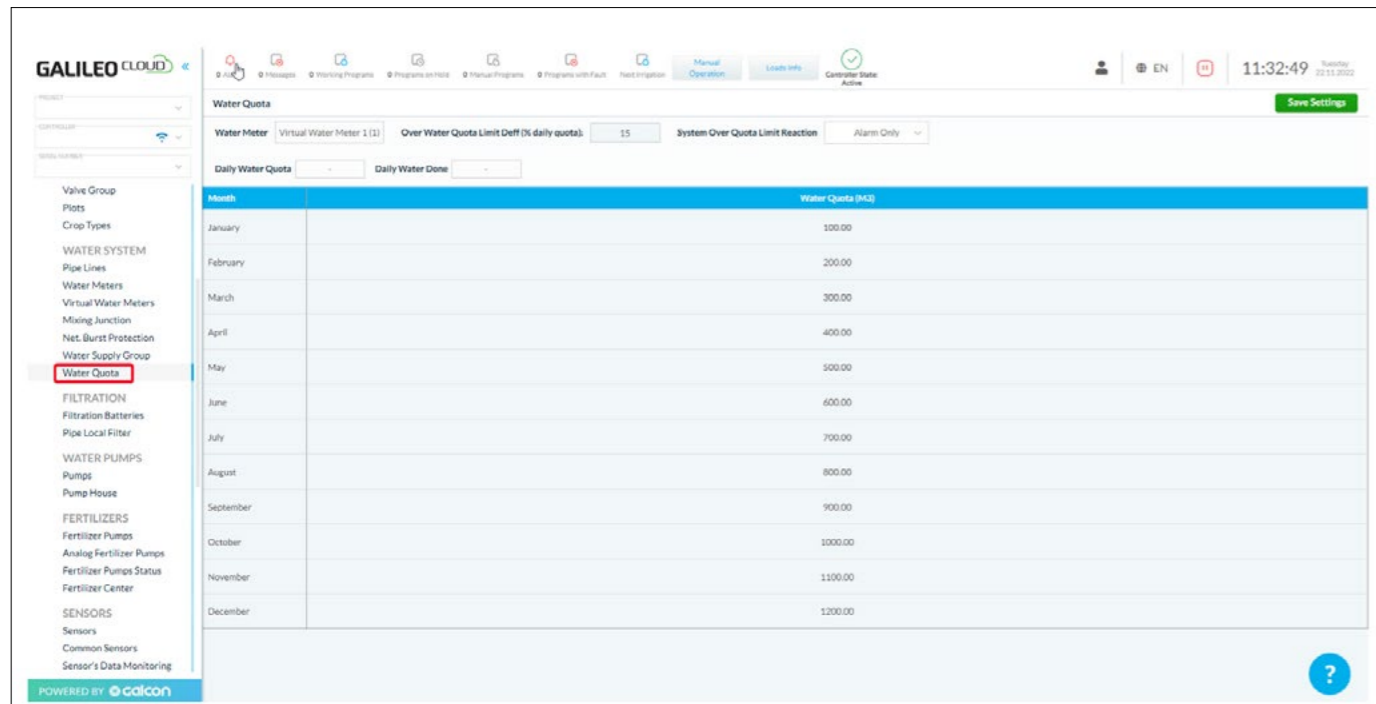 GALILEO CLOUD «
0 Messages
0 Working Programs
0 Programs on Hold
0 Manual Programs
0 Programs with Fault
Next Irrigation
Manual Operation
Loads Info
Controller State: Active
EN
11:32:49
Tuesday
22.11.2022
PROJECT
CONTROLLER
SERIAL NUMBER
Water Quota
Save Settings
Water Meter Virtual Water Meter 1 (1) Over Water Quota Limit Deff (% daily quota): 15 System Over Quota Limit Reaction Alarm Only
Daily Water Quota - Daily Water Done -
Valve Group
Plots
Crop Types
WATER SYSTEM
Pipe Lines
Water Meters
Virtual Water Meters
Mixing Junction
Net. Burst Protection
Water Supply Group
Water Quota
FILTRATION
Filtration Batteries
Pipe Local Filter
WATER PUMPS
Pumps
Pump House
FERTILIZERS
Fertilizer Pumps
Analog Fertilizer Pumps
Fertilizer Pumps Status
Fertilizer Center
SENSORS
Sensors
Common Sensors
Sensor's Data Monitoring
POWERED BY galcon
Month Water Quota (M3)
January 100.00
February 200.00
March 300.00
April 400.00
May 500.00
June 600.00
July 700.00
August 800.00
September 900.00
October 1000.00
November 1100.00
December 1200.00
?